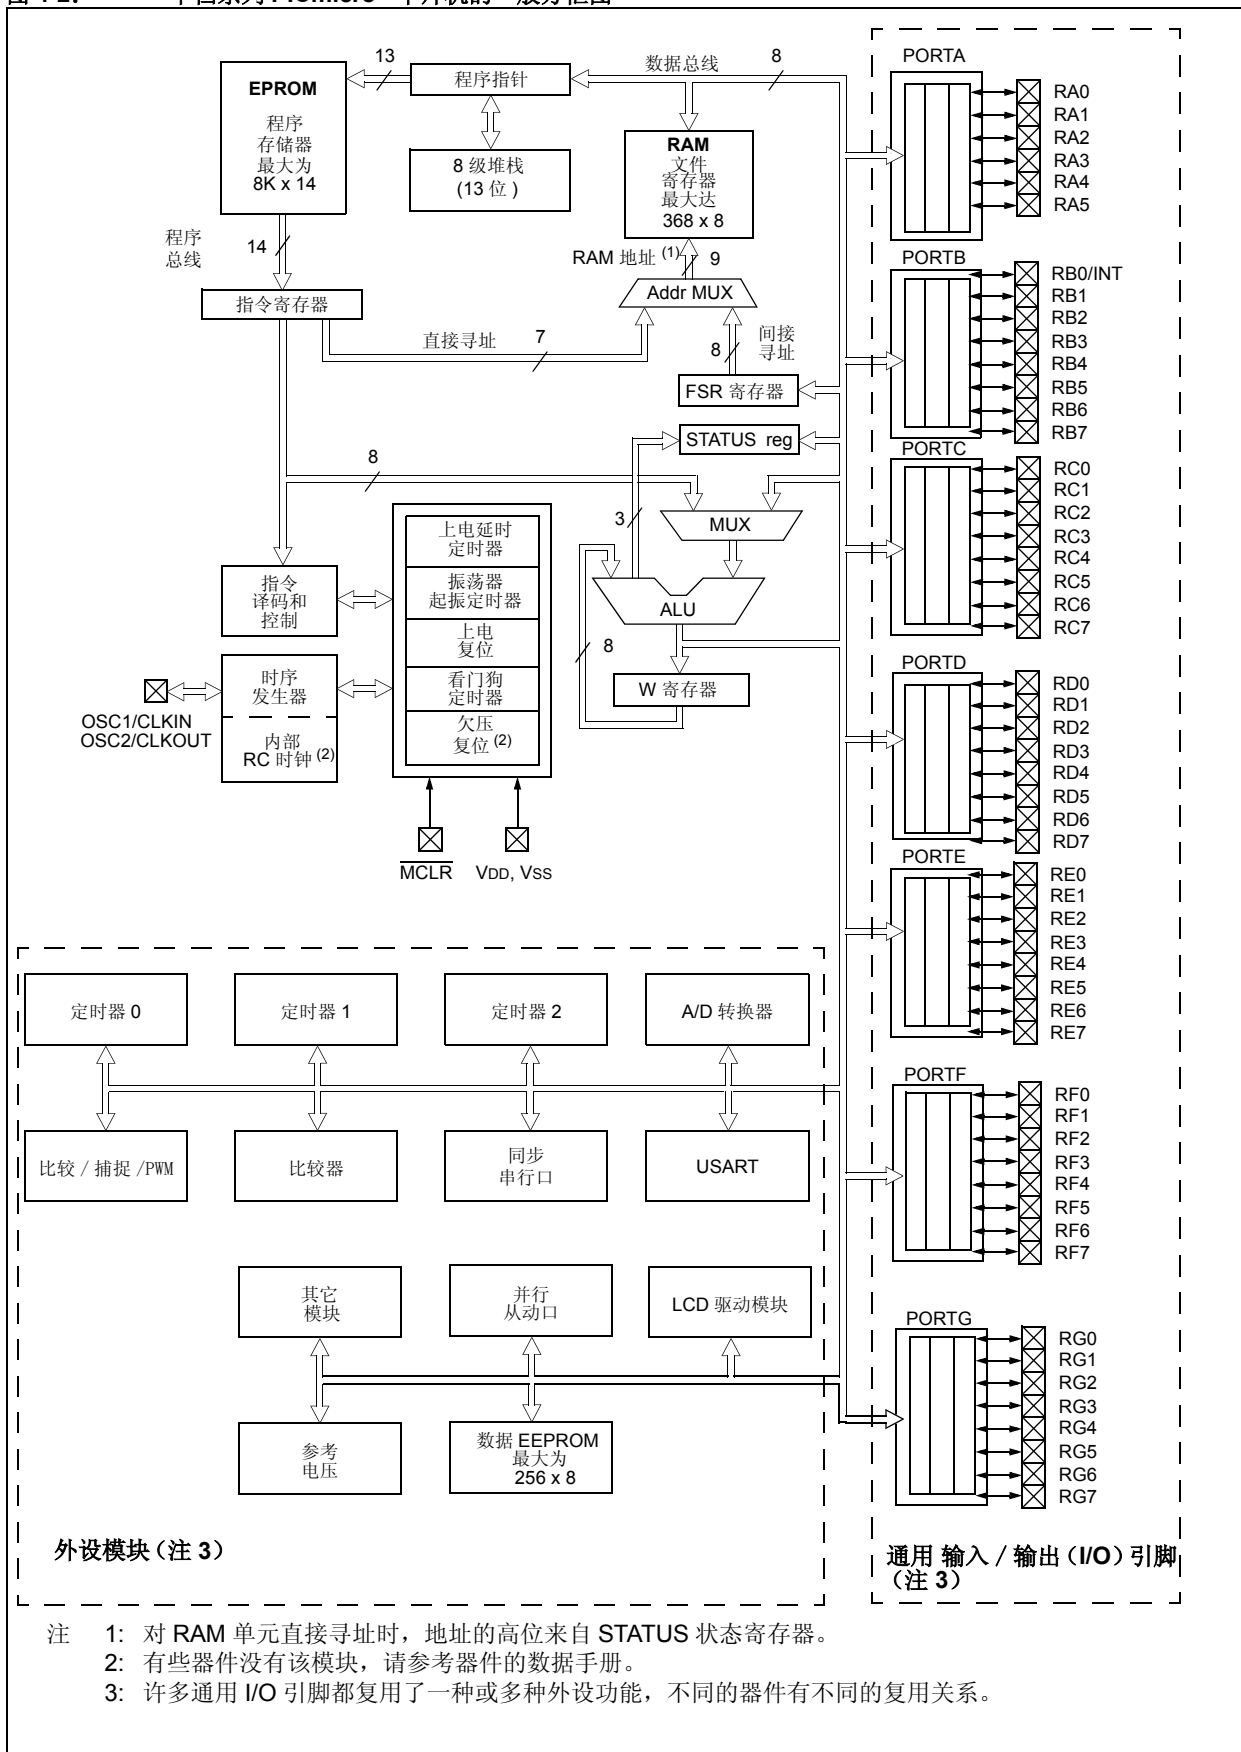 EPROM
程序
存储器
最大为
8K x 14
13
程序指针
8 级堆栈
(13 位 )
数据总线
8
RAM
文件
寄存器
最大达
368 x 8
程序
总线
14
RAM 地址 (1)
9
指令寄存器
Addr MUX
直接寻址
7
8
间接
寻址
FSR 寄存器
STATUS reg
8
3
MUX
ALU
8
W 寄存器
指令
译码和
控制
上电延时
定时器
振荡器
起振定时器
上电
复位
看门狗
定时器
欠压
复位 (2)
时序
发生器
内部
RC 时钟 (2)
OSC1/CLKIN
OSC2/CLKOUT
MCLR
VDD, VSS
PORTA
RA0
RA1
RA2
RA3
RA4
RA5
PORTB
RB0/INT
RB1
RB2
RB3
RB4
RB5
RB6
RB7
PORTC
RC0
RC1
RC2
RC3
RC4
RC5
RC6
RC7
PORTD
RD0
RD1
RD2
RD3
RD4
RD5
RD6
RD7
PORTE
RE0
RE1
RE2
RE3
RE4
RE5
RE6
RE7
PORTF
RF0
RF1
RF2
RF3
RF4
RF5
RF6
RF7
PORTG
RG0
RG1
RG2
RG3
RG4
RG5
RG6
RG7
定时器 0
定时器 1
定时器 2
A/D 转换器
比较 / 捕捉 /PWM
比较器
同步
串行口
USART
其它
模块
并行
从动口
LCD 驱动模块
参考
电压
数据 EEPROM
最大为
256 x 8
外设模块（注 3）
通用 输入 / 输出（I/O）引脚
（注 3）
注 1: 对 RAM 单元直接寻址时，地址的高位来自 STATUS 状态寄存器。
2: 有些器件没有该模块，请参考器件的数据手册。
3: 许多通用 I/O 引脚都复用了一种或多种外设功能，不同的器件有不同的复用关系。